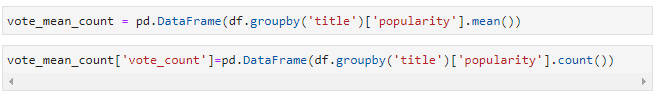 vote_mean_count = pd.DataFrame(df.groupby('title')['popularity'].mean())
vote_mean_count['vote_count']=pd.DataFrame(df.groupby('title')['popularity'].count())